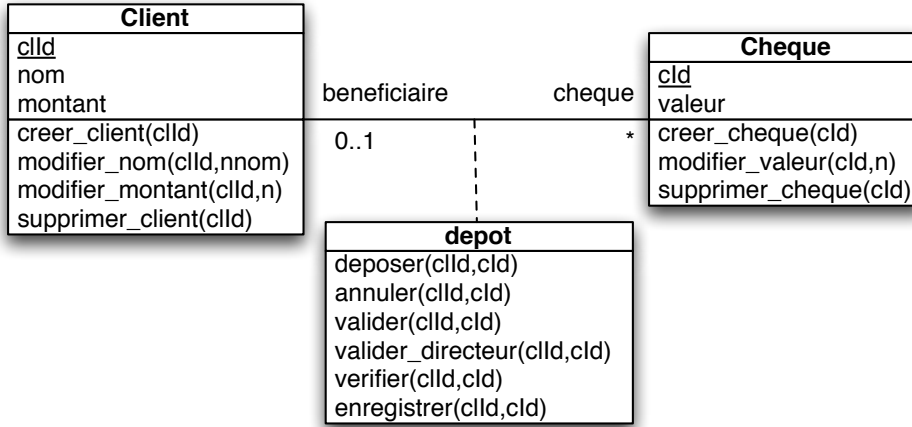 Client
clId
nom
montant
creer_client(clId)
modifier_nom(clId,nnom)
modifier_montant(clId,n)
supprimer_client(clId)
beneficiaire
cheque
0..1
*
Cheque
cId
valeur
creer_cheque(cId)
modifier_valeur(cId,n)
supprimer_cheque(cId)
depot
deposer(clId,cId)
annuler(clId,cId)
valider(clId,cId)
valider_directeur(clId,cId)
verifier(clId,cId)
enregistrer(clId,cId)